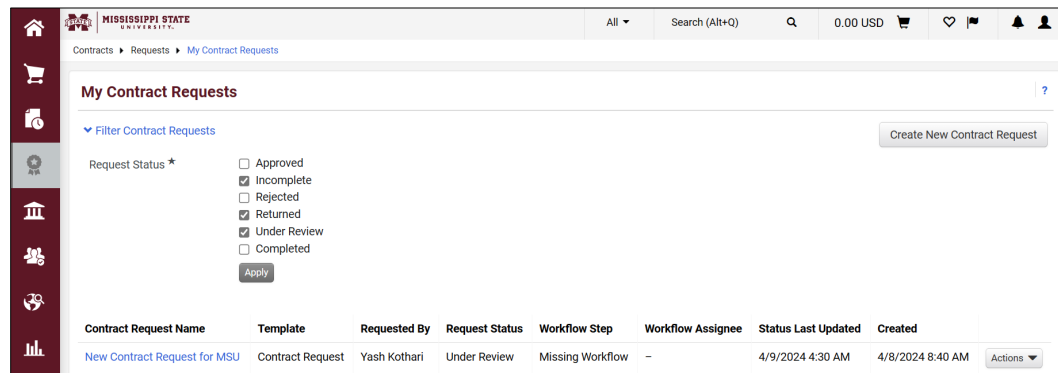 MISSISSIPPI STATE
UNIVERSITY™
All Search (Alt+Q) 0.00 USD
Contracts Requests My Contract Requests
My Contract Requests ?
Filter Contract Requests
Create New Contract Request
Request Status ★
Approved
Incomplete
Rejected
Returned
Under Review
Completed
Apply
Contract Request Name Template Requested By Request Status Workflow Step Workflow Assignee Status Last Updated Created
New Contract Request for MSU Contract Request Yash Kothari Under Review Missing Workflow – 4/9/2024 4:30 AM 4/8/2024 8:40 AM Actions